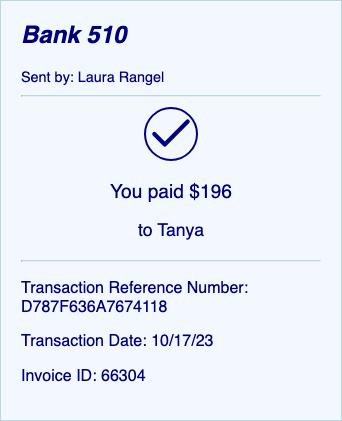 Bank 510
Sent by: Laura Rangel
You paid $196
to Tanya
Transaction Reference Number:
D787F636A7674118
Transaction Date: 10/17/23
Invoice ID: 66304